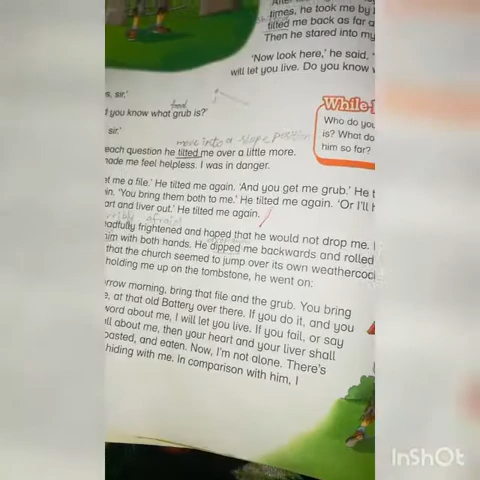 times, he took me by
tilted me back as far a
Then he stared into my
'Now look here,' he said, '
will let you live. Do you know
s, sir.'
food
you know what grub is?'
sir.'
While-
Who do you
is? What do
him so far?
move into a slope position
each question he tilted me over a little more.
made me feel helpless. I was in danger.
et me a file.' He tilted me again. 'And you get me grub.' He t
in. 'You bring them both to me.' He tilted me again. 'Or I'll h
art and liver out.' He tilted me again.
afraid
eadfully frightened and hoped that he would not drop me. I
him with both hands. He dipped me backwards and rolled
that the church seemed to jump over its own weathercock
holding me up on the tombstone, he went on:
orrow morning, bring that file and the grub. You bring
e, at that old Battery over there. If you do it, and you
word about me, I will let you live. If you fail, or say
ll about me, then your heart and your liver shall
oasted, and eaten. Now, I'm not alone. There's
hiding with me. In comparison with him, I
InShOt